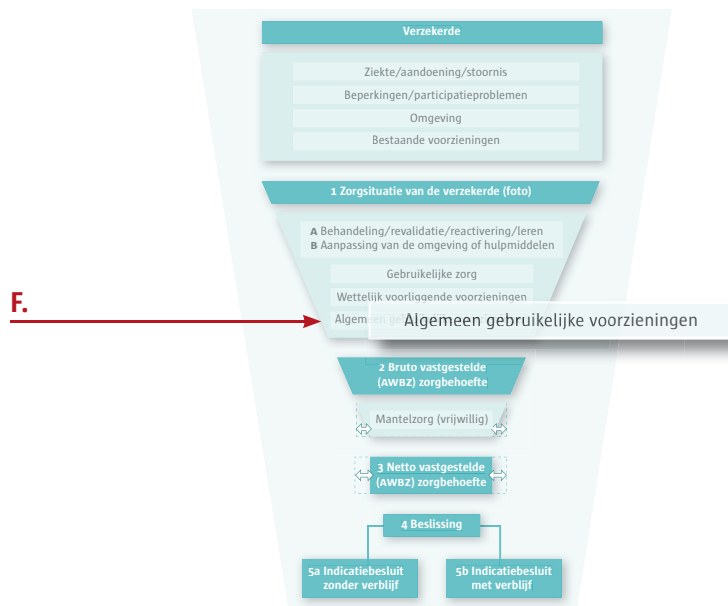 Verzekerde
Ziekte/aandoening/stoornis
Beperkingen/participatieproblemen
Omgeving
Bestaande voorzieningen
1 Zorgsituatie van de verzekerde (foto)
A Behandeling/revalidatie/reactivering/leren
B Aanpassing van de omgeving of hulpmiddelen
Gebruikelijke zorg
Wettelijk voorliggende voorzieningen
F.
Algemeen
Algemeen gebruikelijke voorzieningen
2 Bruto vastgestelde
(AWBZ) zorgbehoefte
Mantelzorg (vrijwillig)
3 Netto vastgestelde
(AWBZ) zorgbehoefte
4 Beslissing
5a Indicatiebesluit
zonder verblijf
5b Indicatiebesluit
met verblijf